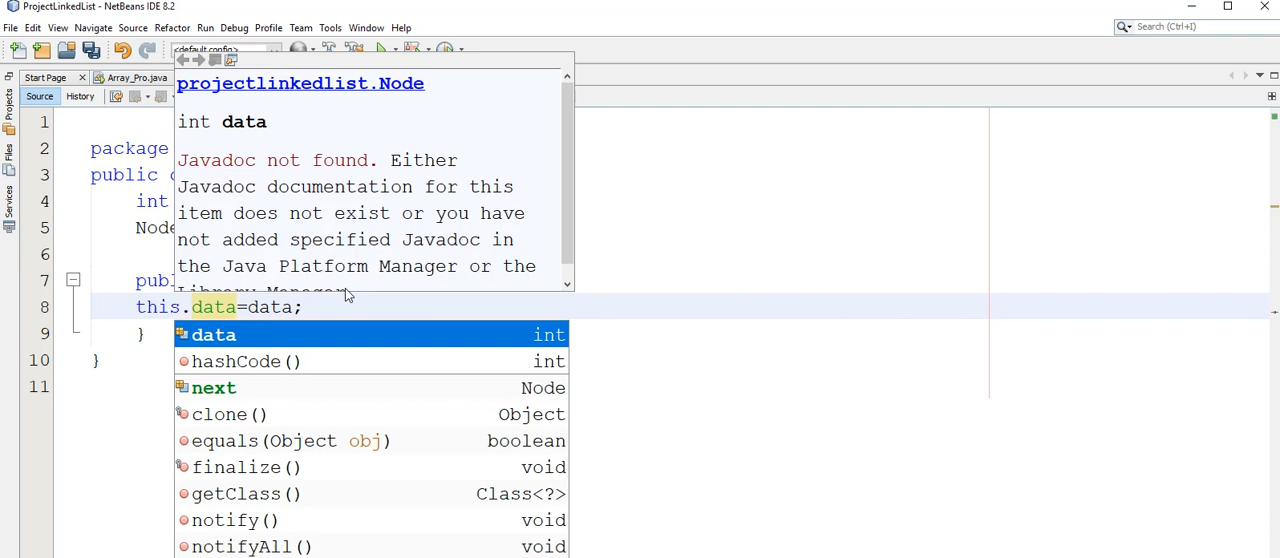 ProjectLinkedList - NetBeans IDE 8.2
File Edit View Navigate Source Refactor Run Debug Profile Team Tools Window Help
Search (Ctrl+I)
<default config>
Start Page Array_Pro.java
Source History
Projects
Files
Services
projectlinkedlist.Node
int data
Javadoc not found. Either
Javadoc documentation for this
item does not exist or you have
not added specified Javadoc in
the Java Platform Manager or the
Library Manager.
1
2 package
3 public
4 int
5 Node
6
7
8 this.data=data;
9 }
10 }
11
data int
hashCode() int
next Node
clone() Object
equals(Object obj) boolean
finalize() void
getClass() Class<?>
notify() void
notifyAll() void